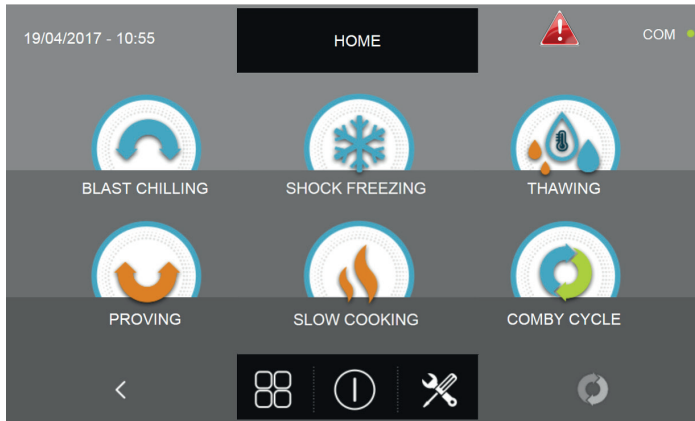 19/04/2017 - 10:55
HOME
COM
BLAST CHILLING
SHOCK FREEZING
THAWING
PROVING
SLOW COOKING
COMBY CYCLE